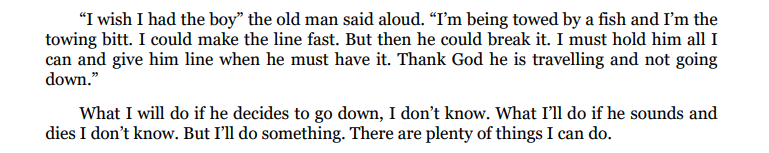 “I wish I had the boy” the old man said aloud. “I’m being towed by a fish and I’m the
towing bitt. I could make the line fast. But then he could break it. I must hold him all I
can and give him line when he must have it. Thank God he is travelling and not going
down.”
What I will do if he decides to go down, I don’t know. What I’ll do if he sounds and
dies I don’t know. But I’ll do something. There are plenty of things I can do.